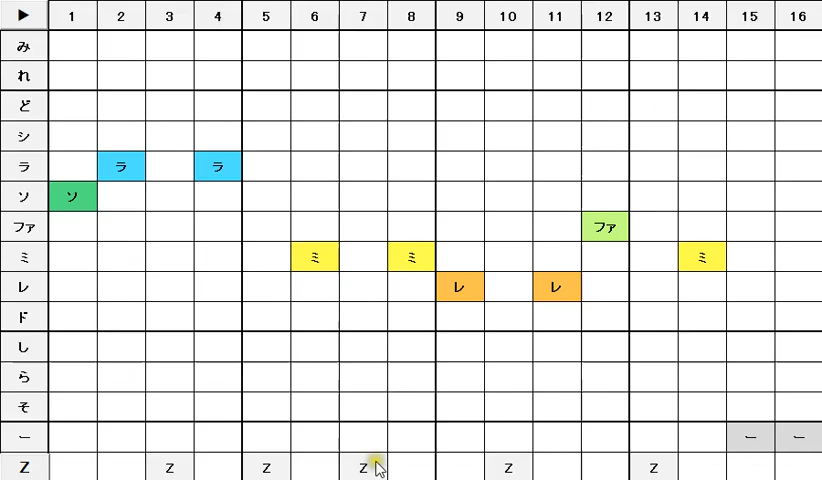 ▶ 1 2 3 4 5 6 7 8 9 10 11 12 13 14 15 16
み
れ
ど
シ
ラ ラ ラ
ソ ソ
ファ ファ
ミ ミ ミ ミ
レ レ レ
ド
し
ら
そ
ー ー ー
Z Z Z Z Z Z